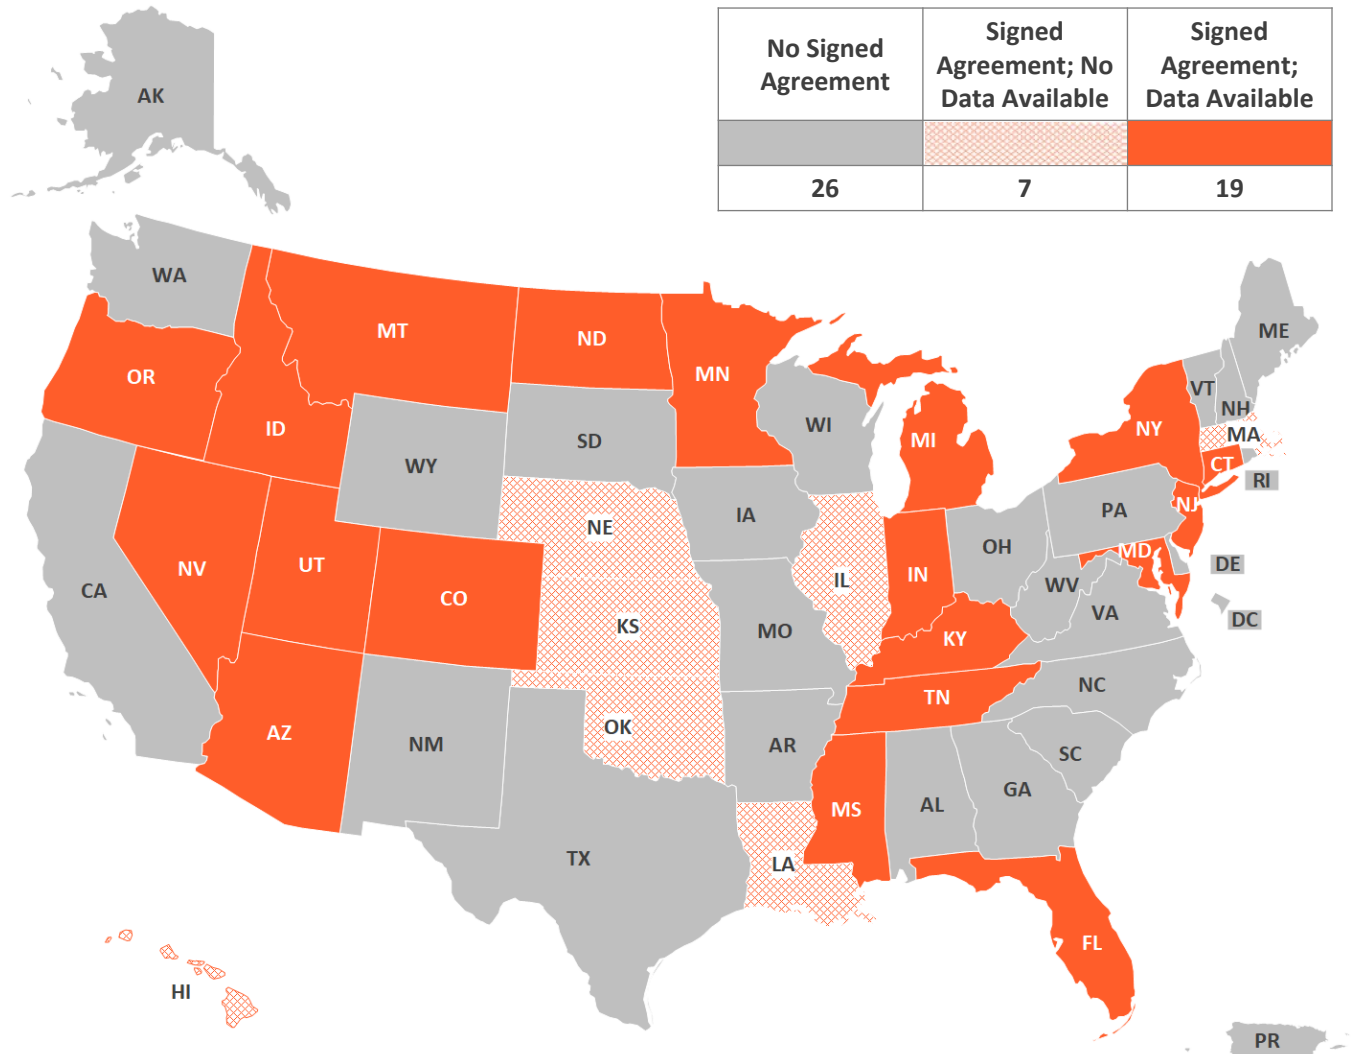 No Signed
Agreement
Signed
Agreement; No
Data Available
Signed
Agreement;
Data Available
26
7
19
AK
WA
MT
ND
MN
ME
OR
ID
SD
WI
MI
NY
VT
NH
MA
WY
CT
RI
NE
IA
PA
NJ
NV
UT
CO
IL
IN
OH
MD
DE
CA
KS
MO
WV
VA
DC
KY
AZ
NM
OK
AR
TN
NC
SC
MS
AL
GA
TX
LA
FL
HI
PR